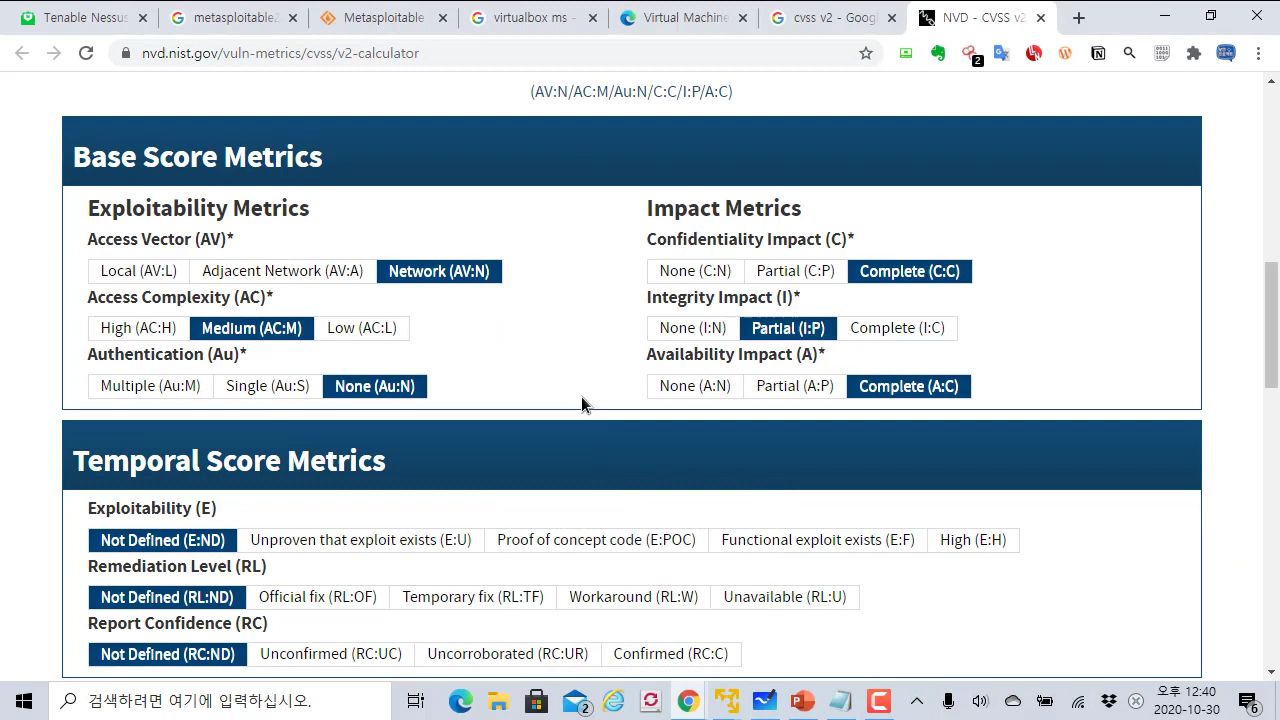 Tenable Nessus
metasploitable2
Metasploitable
virtualbox ms -
Virtual Machine
cvss v2 - Goog
NVD - CVSS v2
nvd.nist.gov/vuln-metrics/cvss/v2-calculator
2
(AV:N/AC:M/Au:N/C:C/I:P/A:C)
Base Score Metrics
Exploitability Metrics
Access Vector (AV)*
Local (AV:L) Adjacent Network (AV:A) Network (AV:N)
Access Complexity (AC)*
High (AC:H) Medium (AC:M) Low (AC:L)
Authentication (Au)*
Multiple (Au:M) Single (Au:S) None (Au:N)
Impact Metrics
Confidentiality Impact (C)*
None (C:N) Partial (C:P) Complete (C:C)
Integrity Impact (I)*
None (I:N) Partial (I:P) Complete (I:C)
Availability Impact (A)*
None (A:N) Partial (A:P) Complete (A:C)
Temporal Score Metrics
Exploitability (E)
Not Defined (E:ND) Unproven that exploit exists (E:U) Proof of concept code (E:POC) Functional exploit exists (E:F) High (E:H)
Remediation Level (RL)
Not Defined (RL:ND) Official fix (RL:OF) Temporary fix (RL:TF) Workaround (RL:W) Unavailable (RL:U)
Report Confidence (RC)
Not Defined (RC:ND) Unconfirmed (RC:UC) Uncorroborated (RC:UR) Confirmed (RC:C)
검색하려면 여기에 입력하십시오.
2
오후 12:40
2020-10-30
6